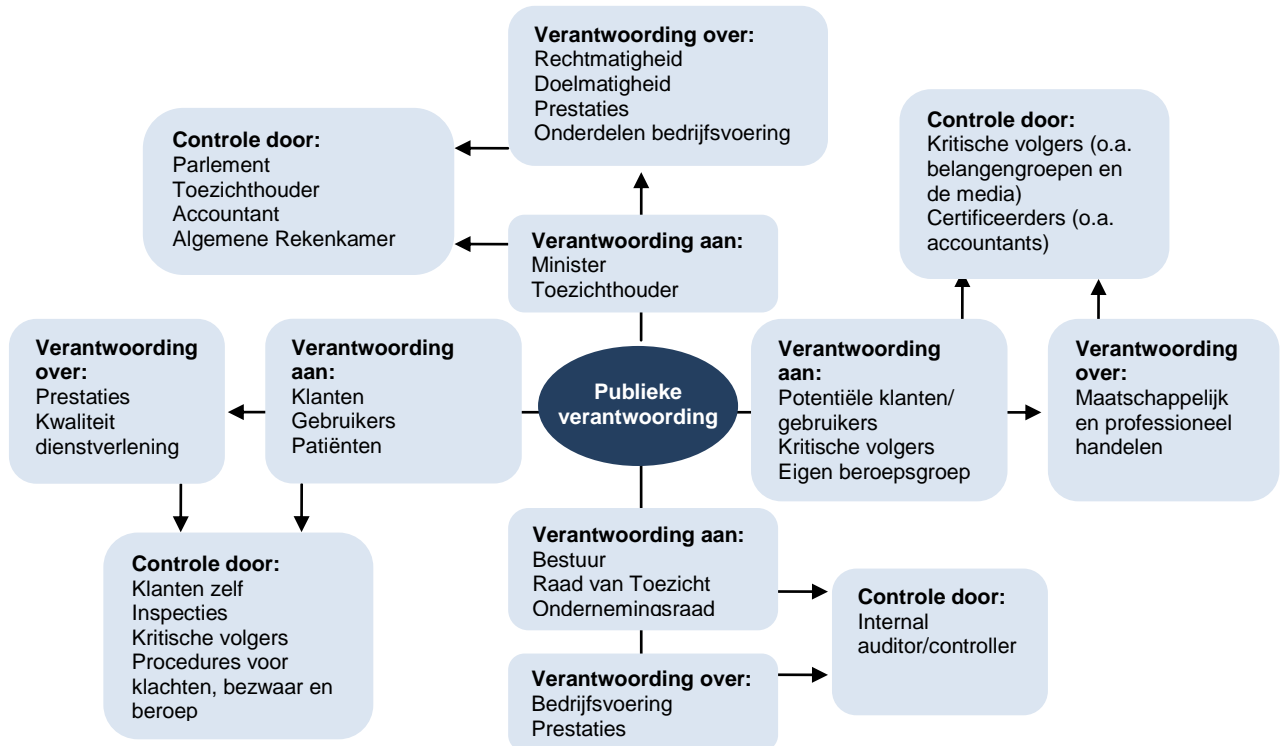 Verantwoording over:
Rechtmatigheid
Doelmatigheid
Prestaties
Onderdelen bedrijfsvoering
Controle door:
Parlement
Toezichthouder
Accountant
Algemene Rekenkamer
Controle door:
Kritische volgers (o.a.
belangengroepen en
de media)
Certificeerders (o.a.
accountants)
Verantwoording aan:
Minister
Toezichthouder
Verantwoording
over:
Prestaties
Kwaliteit
dienstverlening
Verantwoording
aan:
Klanten
Gebruikers
Patiënten
Publieke
verantwoording
Verantwoording
aan:
Potentiële klanten/
gebruikers
Kritische volgers
Eigen beroepsgroep
Verantwoording
over:
Maatschappelijk
en professioneel
handelen
Controle door:
Klanten zelf
Inspecties
Kritische volgers
Procedures voor
klachten, bezwaar en
beroep
Verantwoording aan:
Bestuur
Raad van Toezicht
Ondernemingsraad
Controle door:
Internal
auditor/controller
Verantwoording over:
Bedrijfsvoering
Prestaties